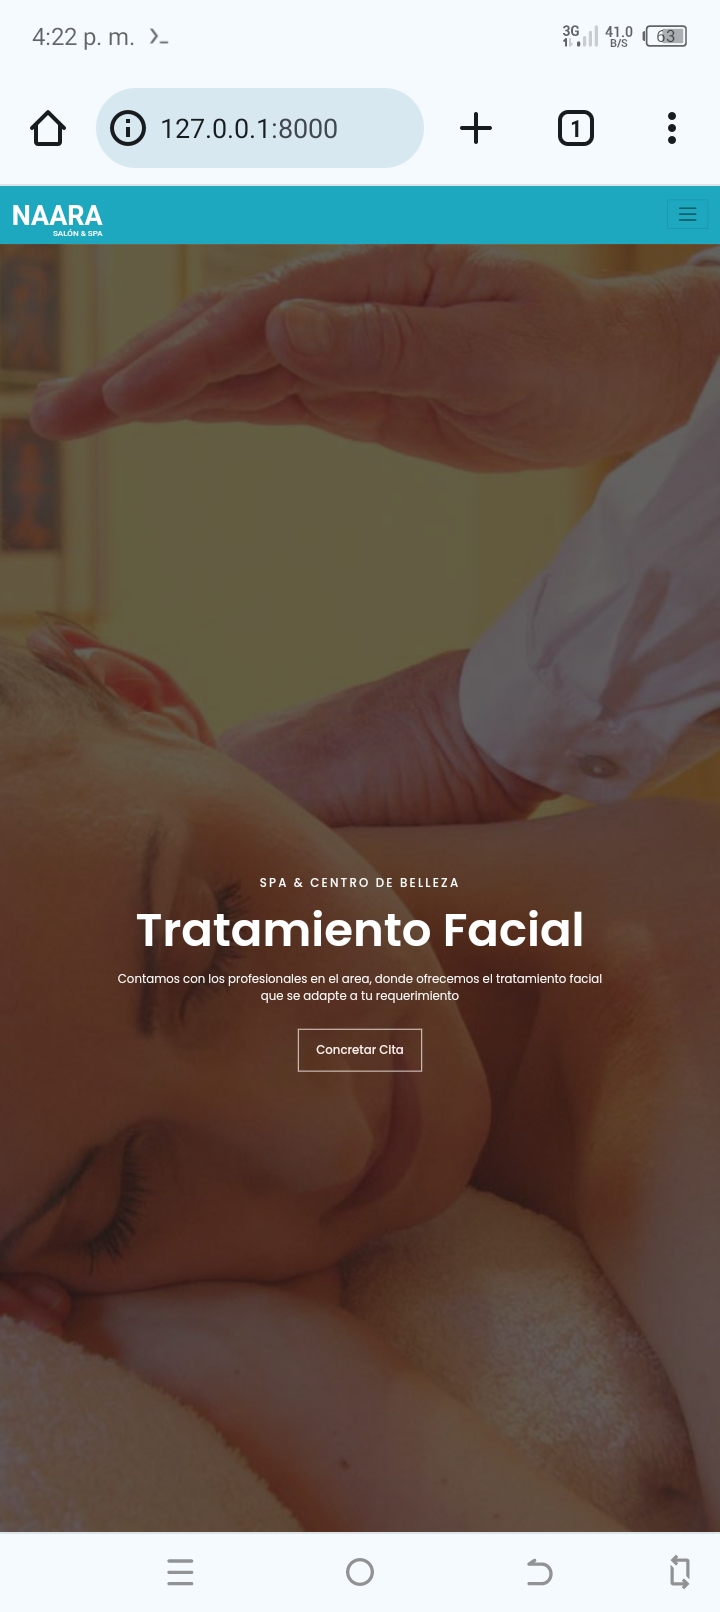 4:22 p. m.
3G 41.0 B/S 63
127.0.0.1:8000
1
NAARA
SALÓN & SPA
SPA & CENTRO DE BELLEZA
Tratamiento Facial
Contamos con los profesionales en el area, donde ofrecemos el tratamiento facial
que se adapte a tu requerimiento
Concretar Cita